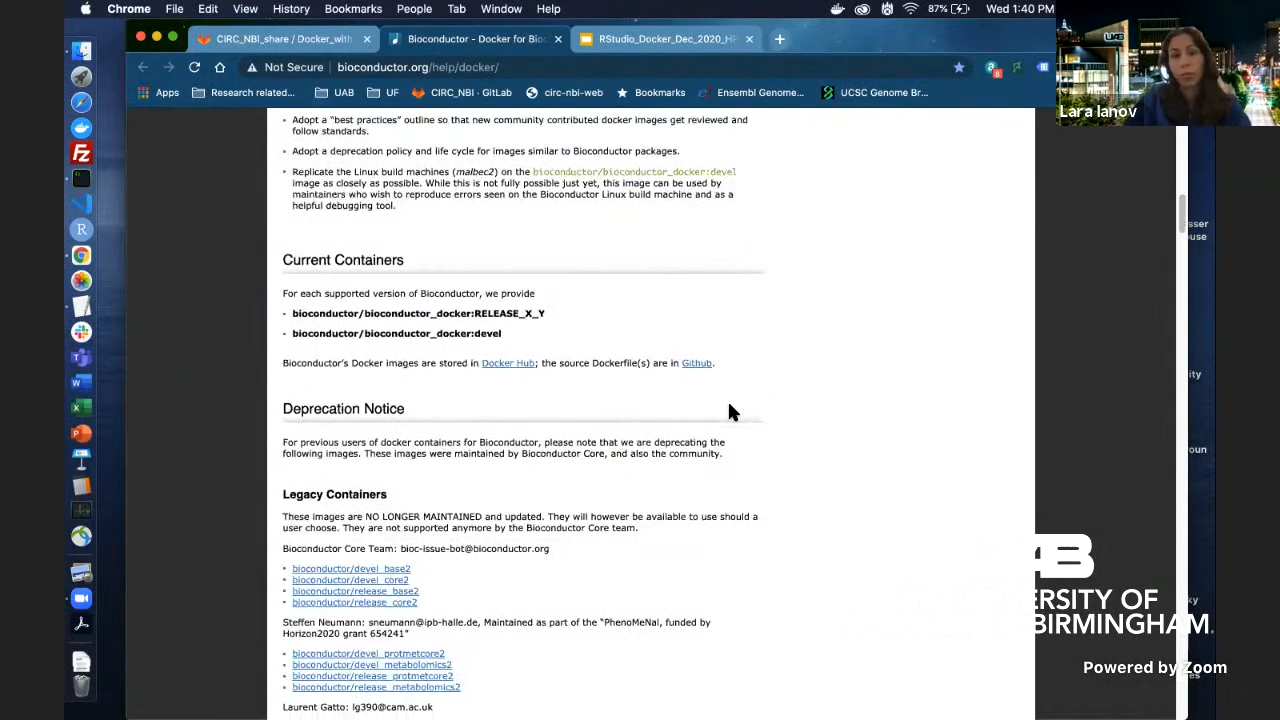 Chrome File Edit View History Bookmarks People Tab Window Help 87% Wed 1:40 PM
CIRC_NBI_share / Docker_with
Bioconductor - Docker for Bioc
RStudio_Docker_Dec_2020_HP
Not Secure
bioconductor.org/help/docker/
Apps Research related... UAB UF CIRC_NBI · GitLab circ-nbi-web Bookmarks Ensembl Genome... UCSC Genome Br...
Lara Ianov
Adopt a “best practices” outline so that new community contributed docker images get reviewed and
follow standards.
Adopt a deprecation policy and life cycle for images similar to Bioconductor packages.
Replicate the Linux build machines (malbec2) on the bioconductor/bioconductor_docker:devel
image as closely as possible. While this is not fully possible just yet, this image can be used by
maintainers who wish to reproduce errors seen on the Bioconductor Linux build machine and as a
helpful debugging tool.
Current Containers
For each supported version of Bioconductor, we provide
bioconductor/bioconductor_docker:RELEASE_X_Y
bioconductor/bioconductor_docker:devel
Bioconductor’s Docker images are stored in Docker Hub; the source Dockerfile(s) are in Github.
Deprecation Notice
For previous users of docker containers for Bioconductor, please note that we are deprecating the
following images. These images were maintained by Bioconductor Core, and also the community.
Legacy Containers
These images are NO LONGER MAINTAINED and updated. They will however be available to use should a
user choose. They are not supported anymore by the Bioconductor Core team.
Bioconductor Core Team: bioc-issue-bot@bioconductor.org
bioconductor/devel_base2
bioconductor/devel_core2
bioconductor/release_base2
bioconductor/release_core2
Steffen Neumann: sneumann@ipb-halle.de, Maintained as part of the “PhenoMeNal, funded by
Horizon2020 grant 654241”
bioconductor/devel_protmetcore2
bioconductor/devel_metabolomics2
bioconductor/release_protmetcore2
bioconductor/release_metabolomics2
Laurent Gatto: lg390@cam.ac.uk
ERSITY OF
BIRMINGHAM
Powered by Zoom